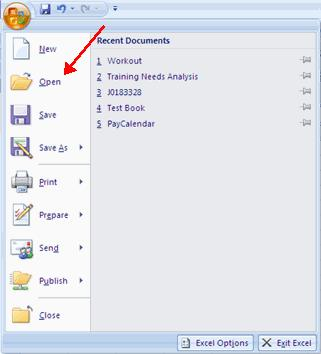 New
Open
Save
Save As
Print
Prepare
Send
Publish
Close
Recent Documents
1 Workout
2 Training Needs Analysis
3 J0183328
4 Test Book
5 PayCalendar
Excel Options
Exit Excel